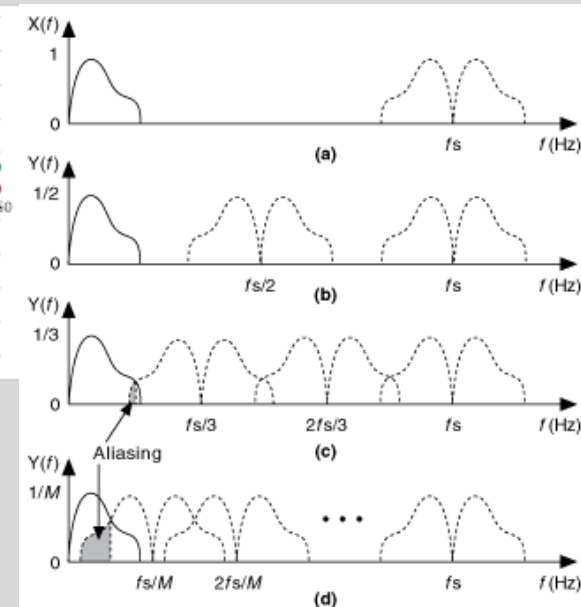 X(f)
1
0
fs
f (Hz)
(a)
Y(f)
1/2
0
fs/2
fs
f (Hz)
(b)
Y(f)
1/3
0
fs/3
2fs/3
fs
f (Hz)
(c)
Aliasing
Y(f)
1/M
0
fs/M
2fs/M
fs
f (Hz)
(d)